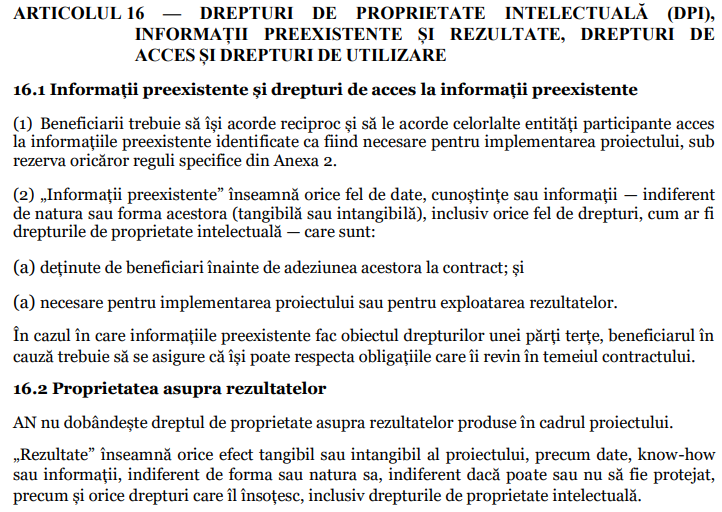 ARTICOLUL 16 — DREPTURI DE PROPRIETATE INTELECTUALĂ (DPI),
INFORMAȚII PREEXISTENTE ȘI REZULTATE, DREPTURI DE
ACCES ȘI DREPTURI DE UTILIZARE
16.1 Informații preexistente și drepturi de acces la informații preexistente
(1) Beneficiarii trebuie să își acorde reciproc și să le acorde celorlalte entități participante acces
la informațiile preexistente identificate ca fiind necesare pentru implementarea proiectului, sub
rezerva oricăror reguli specifice din Anexa 2.
(2) „Informații preexistente” înseamnă orice fel de date, cunoștințe sau informații — indiferent
de natura sau forma acestora (tangibilă sau intangibilă), inclusiv orice fel de drepturi, cum ar fi
drepturile de proprietate intelectuală — care sunt:
(a) deținute de beneficiari înainte de adeziunea acestora la contract; și
(a) necesare pentru implementarea proiectului sau pentru exploatarea rezultatelor.
În cazul în care informațiile preexistente fac obiectul drepturilor unei părți terțe, beneficiarul în
cauză trebuie să se asigure că își poate respecta obligațiile care îi revin în temeiul contractului.
16.2 Proprietatea asupra rezultatelor
AN nu dobândește dreptul de proprietate asupra rezultatelor produse în cadrul proiectului.
„Rezultate” înseamnă orice efect tangibil sau intangibil al proiectului, precum date, know-how
sau informații, indiferent de forma sau natura sa, indiferent dacă poate sau nu să fie protejat,
precum și orice drepturi care îl însoțesc, inclusiv drepturile de proprietate intelectuală.